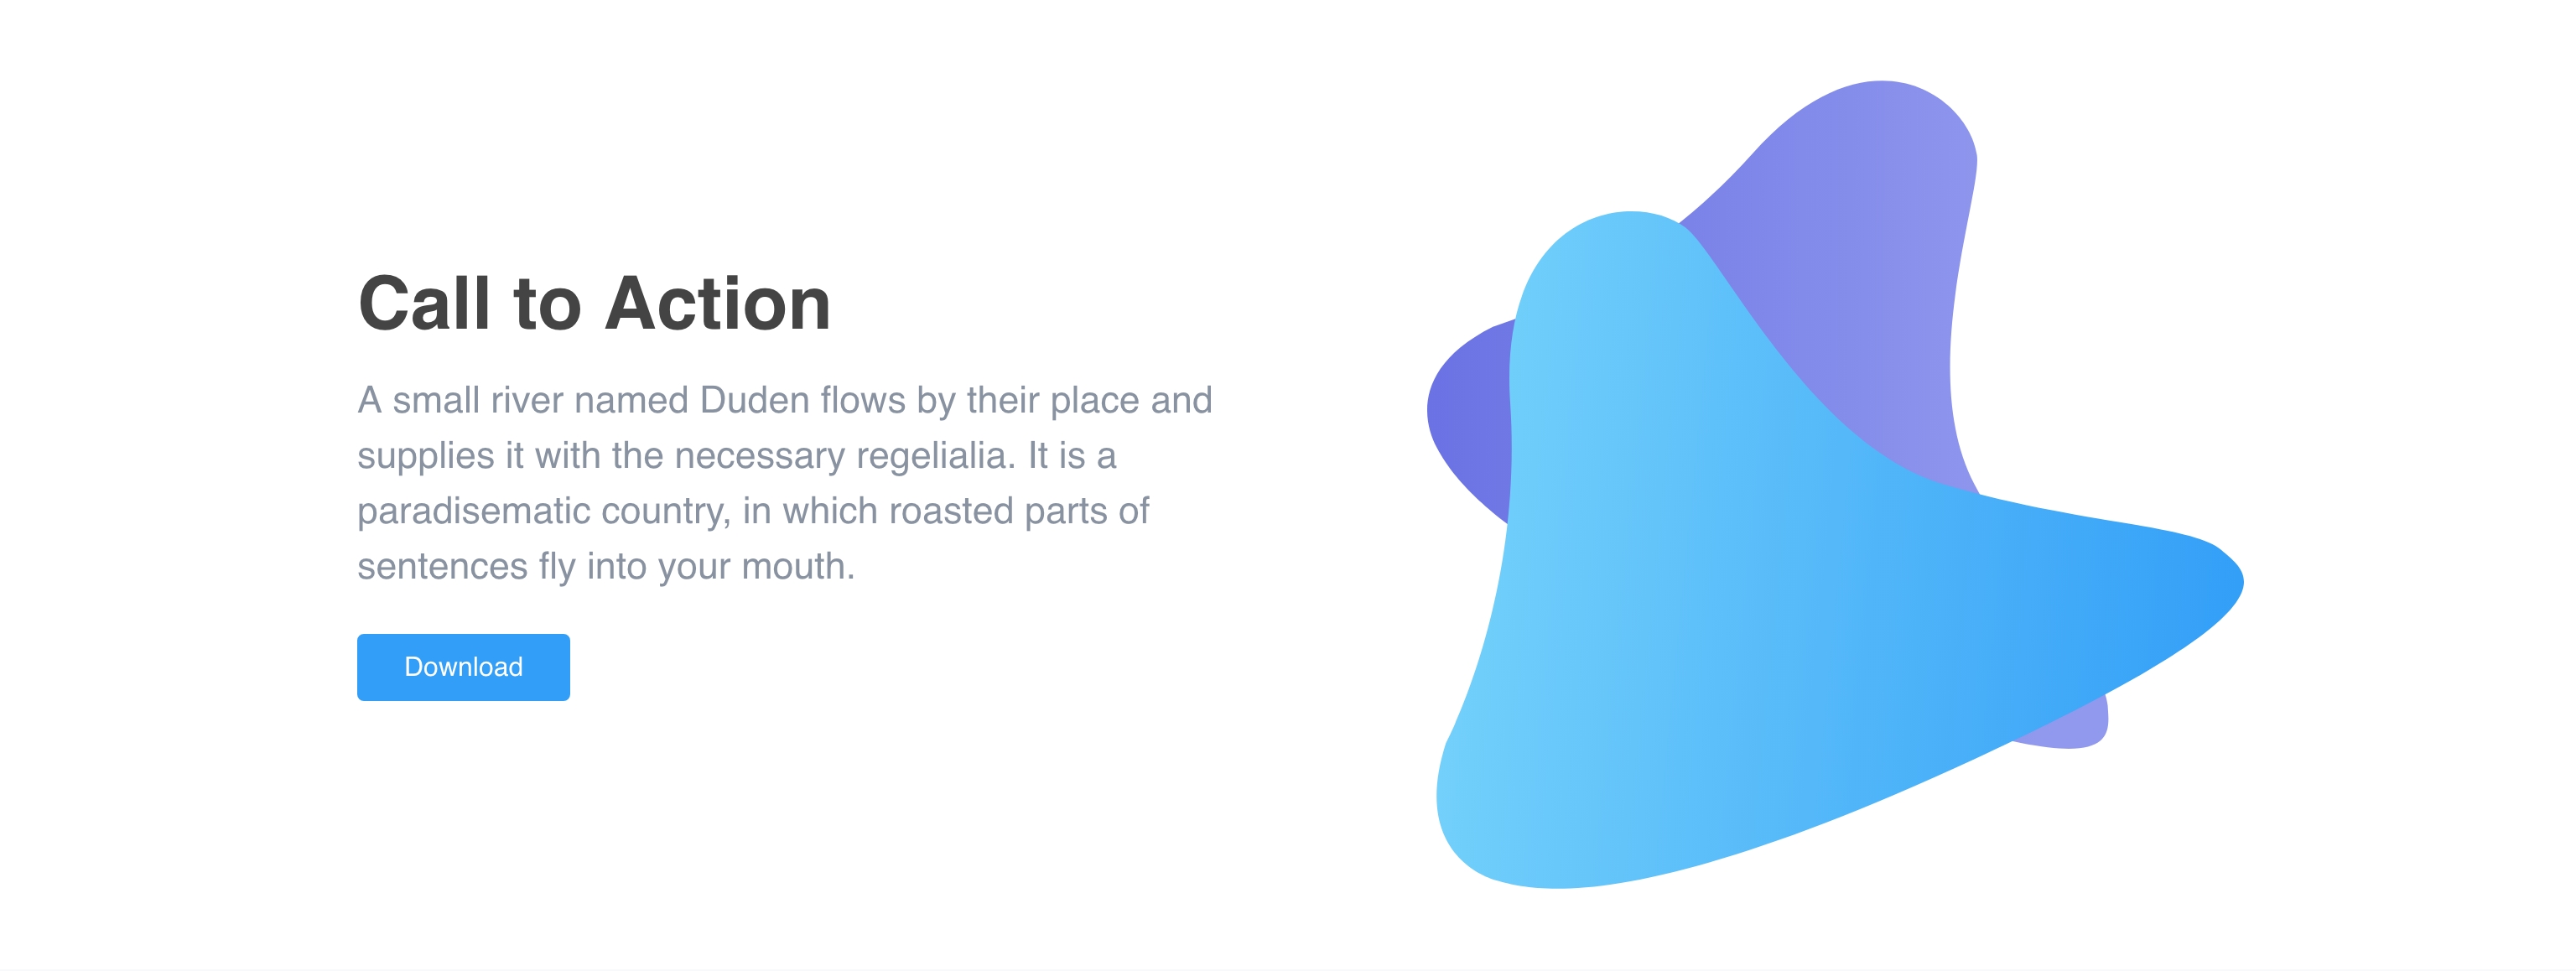 Call to Action
A small river named Duden flows by their place and
supplies it with the necessary regelialia. It is a
paradisematic country, in which roasted parts of
sentences fly into your mouth.
Download